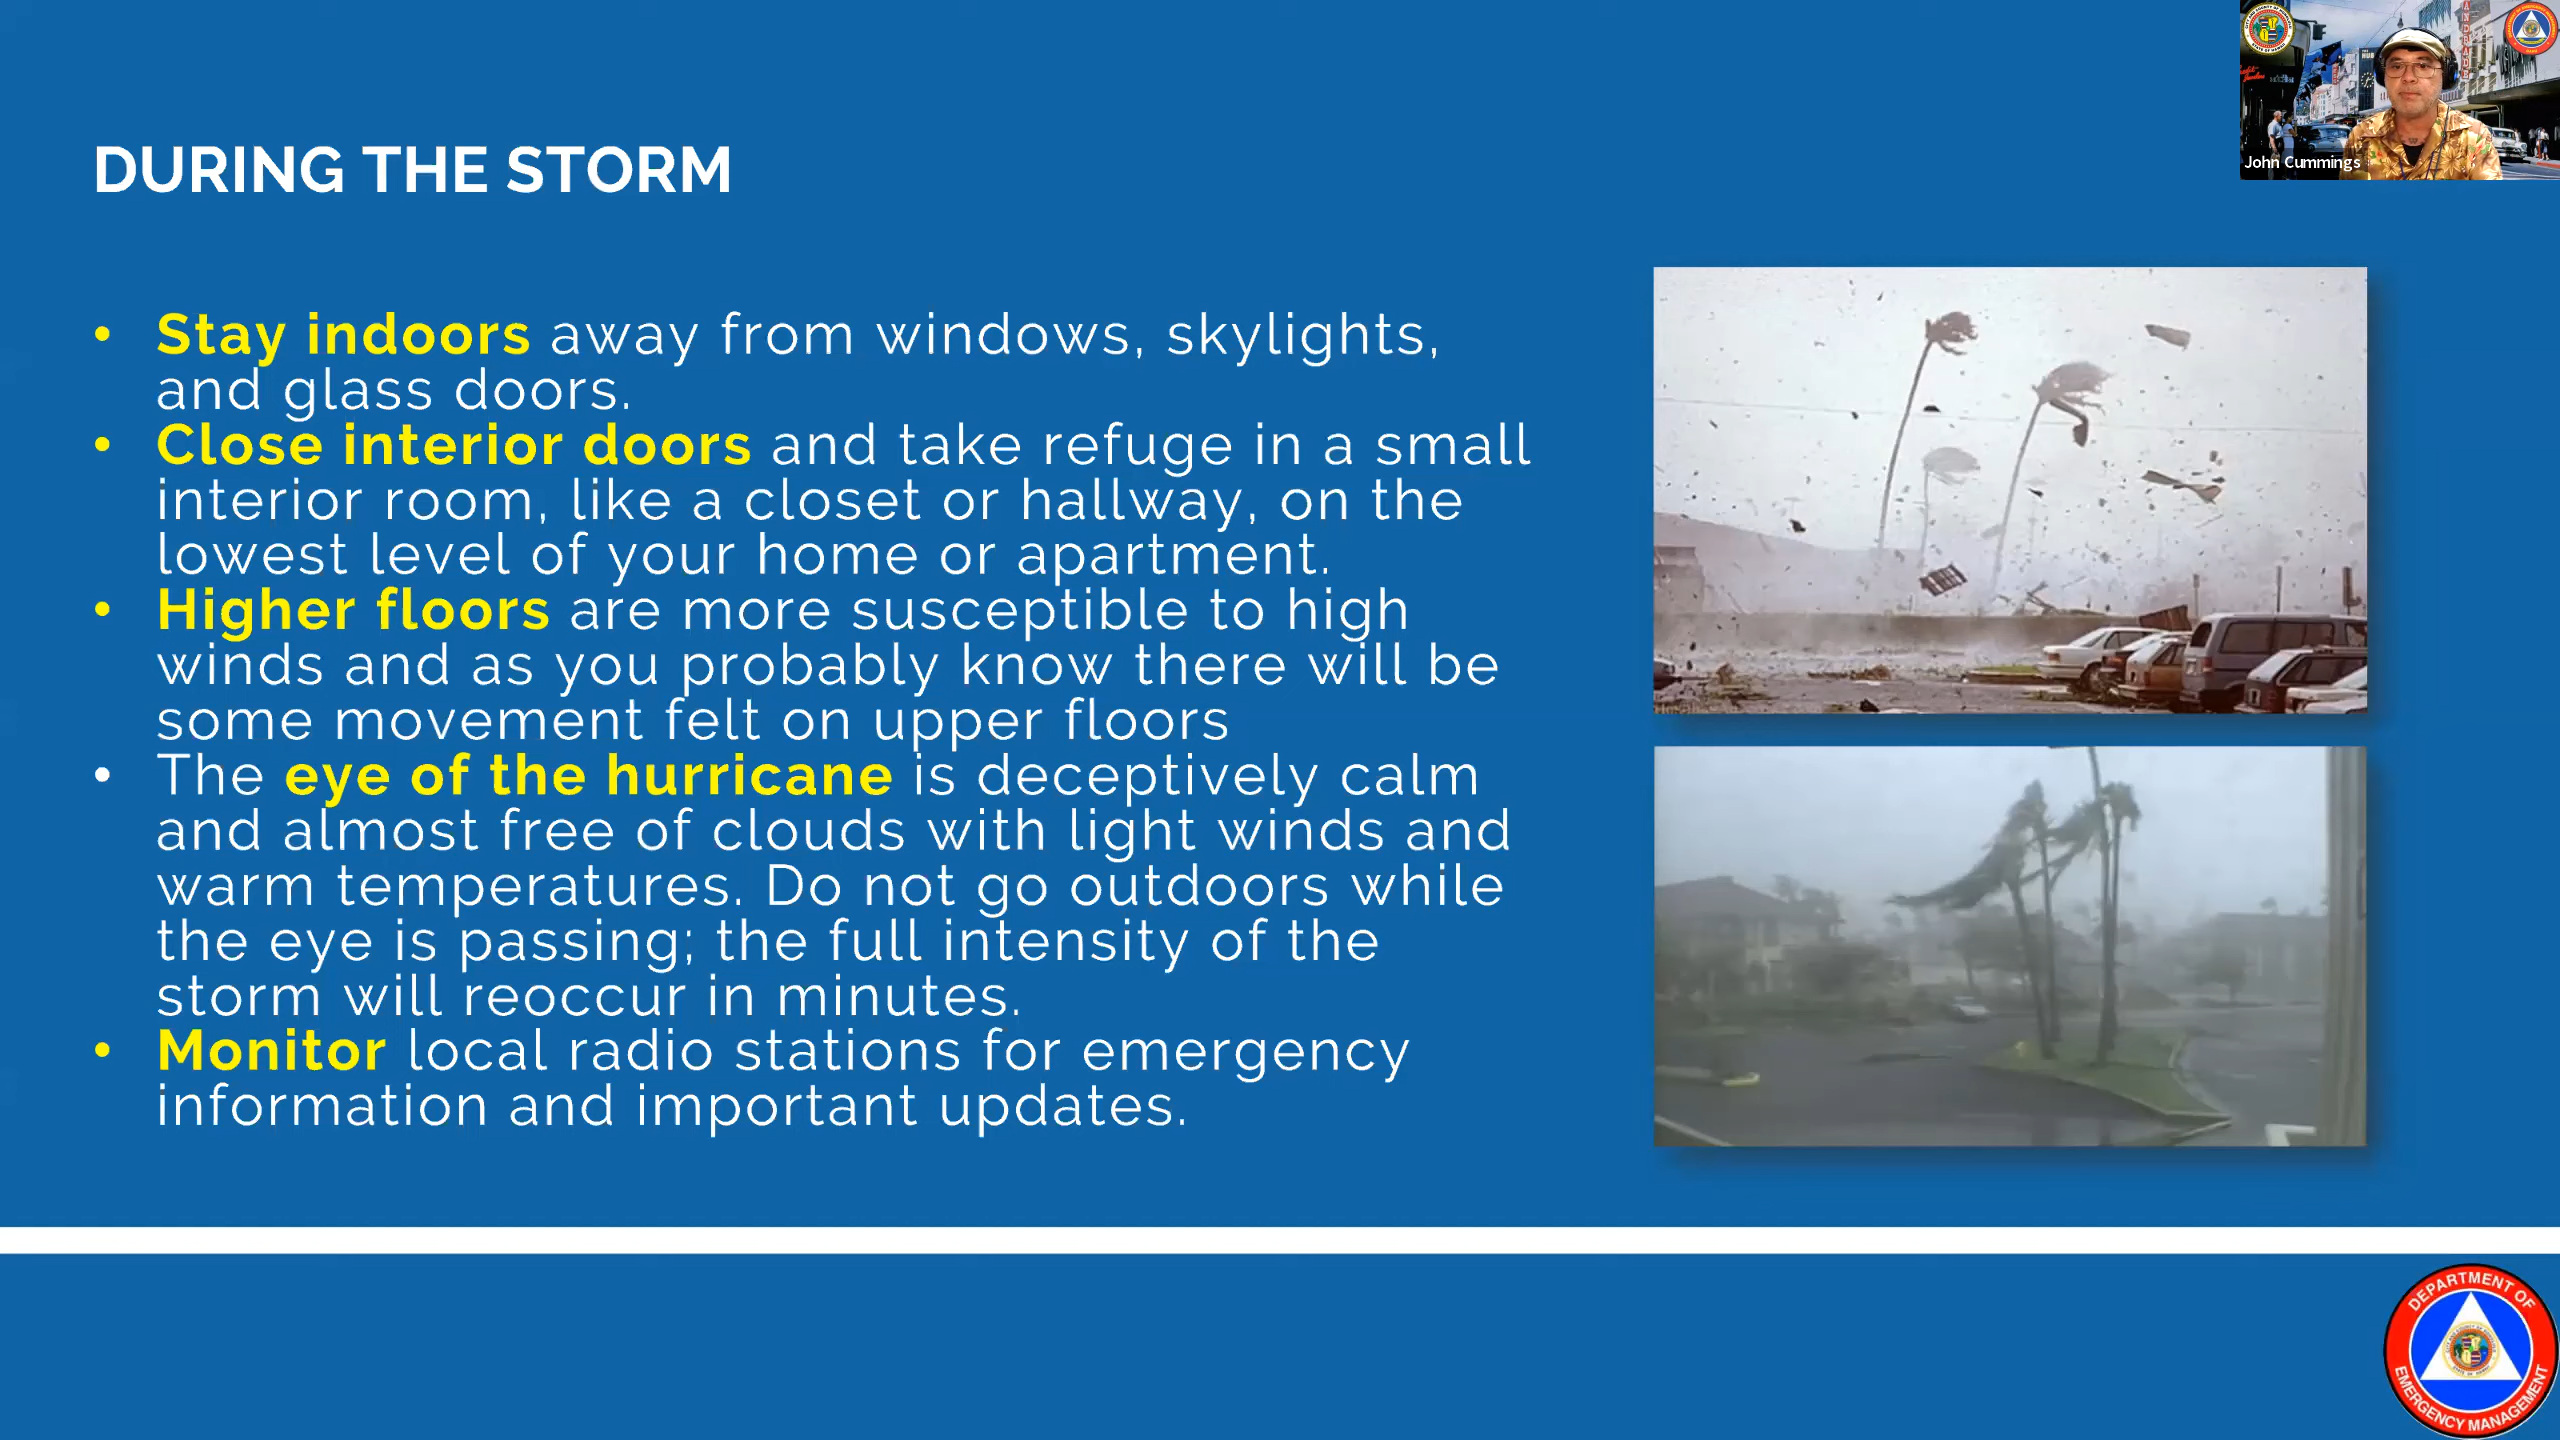 John Cummings
DURING THE STORM
• Stay indoors away from windows, skylights,
and glass doors.
• Close interior doors and take refuge in a small
interior room, like a closet or hallway, on the
lowest level of your home or apartment.
• Higher floors are more susceptible to high
winds and as you probably know there will be
some movement felt on upper floors
• The eye of the hurricane is deceptively calm
and almost free of clouds with light winds and
warm temperatures. Do not go outdoors while
the eye is passing; the full intensity of the
storm will reoccur in minutes.
• Monitor local radio stations for emergency
information and important updates.
DEPARTMENT OF
EMERGENCY MANAGEMENT